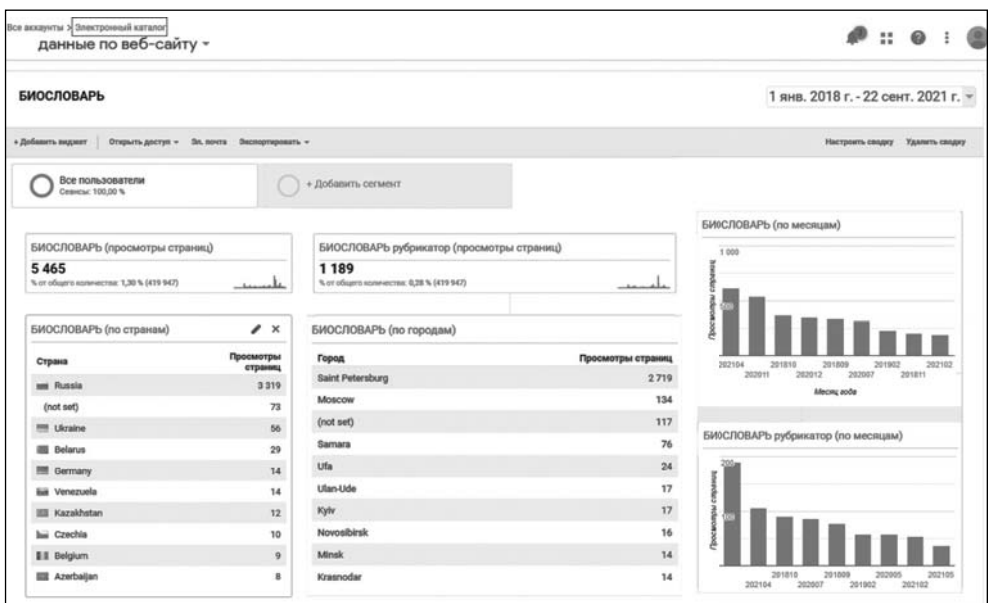 Все аккаунты > Электронный каталог
данные по веб-сайту
БИОСЛОВАРЬ
1 янв. 2018 г. - 22 сент. 2021 г.
+ Добавить виджет | Открыть доступ Эл. почта Экспортировать
Настроить сводку Удалить сводку
Все пользователи
Сеансы: 100,00 %
+ Добавить сегмент
БИОСЛОВАРЬ (просмотры страниц)
5 465
% от общего количества: 1,30 % (419 947)
БИОСЛОВАРЬ рубрикатор (просмотры страниц)
1 189
% от общего количества: 0,28 % (419 947)
БИОСЛОВАРЬ (по странам)
Страна Просмотры
страниц
Russia 3 319
(not set) 73
Ukraine 56
Belarus 29
Germany 14
Venezuela 14
Kazakhstan 12
Czechia 10
Belgium 9
Azerbaijan 8
БИОСЛОВАРЬ (по городам)
Город Просмотры страниц
Saint Petersburg 2 719
Moscow 134
(not set) 117
Samara 76
Ufa 24
Ulan-Ude 17
Kyiv 17
Novosibirsk 16
Minsk 14
Krasnodar 14
БИОСЛОВАРЬ (по месяцам)
1 000
500
Просмотры страниц
202104 201810 201809 201902 202102
202011 202012 202007 201811
Месяц года
БИОСЛОВАРЬ рубрикатор (по месяцам)
200
100
Просмотры страниц
201810 201809 202005 202105
202104 202007 201902 202102